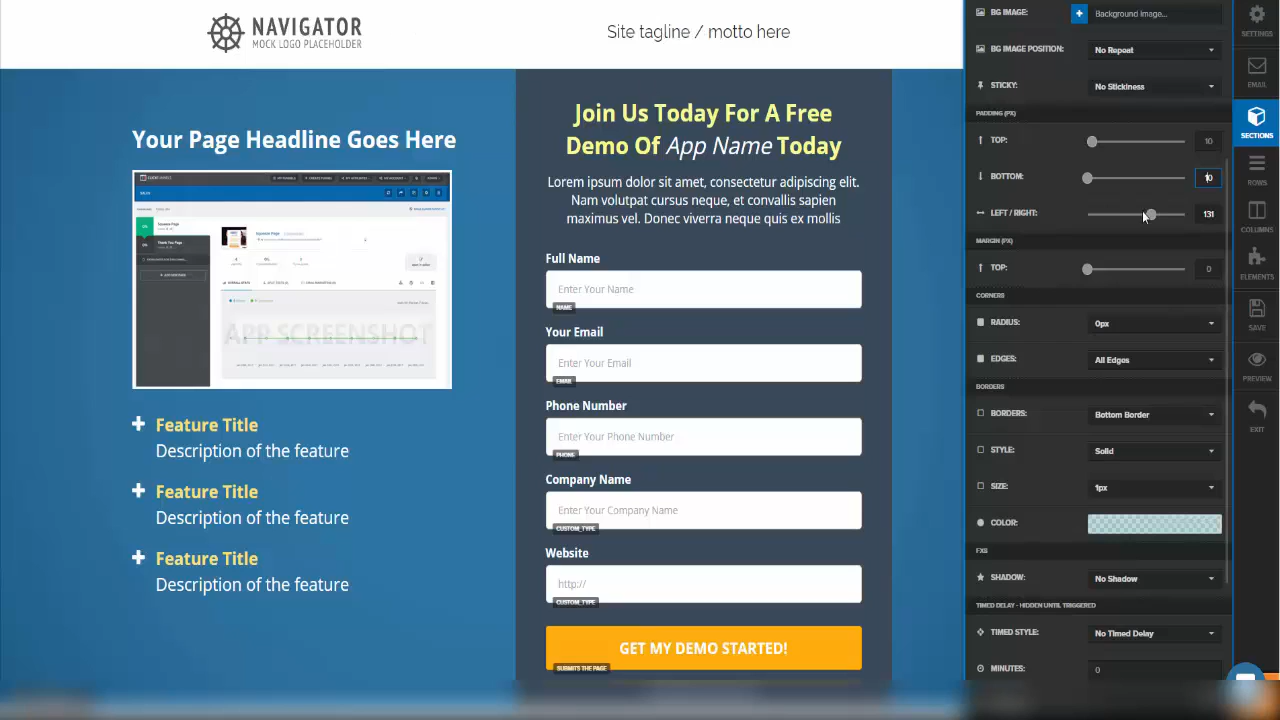 NAVIGATOR
MOCK LOGO PLACEHOLDER
Site tagline / motto here
Your Page Headline Goes Here
Squeeze Page
Thank You Page
APP SCREENSHOT
Feature Title
Description of the feature
Feature Title
Description of the feature
Feature Title
Description of the feature
Join Us Today For A Free
Demo Of App Name Today
Lorem ipsum dolor sit amet, consectetur adipiscing elit.
Nam volutpat cursus neque, et convallis sapien
maximus vel. Donec viverra neque quis ex mollis
Full Name
Enter Your Name
NAME
Your Email
Enter Your Email
EMAIL
Phone Number
Enter Your Phone Number
PHONE
Company Name
Enter Your Company Name
CUSTOM_TYPE
Website
http://
CUSTOM_TYPE
GET MY DEMO STARTED!
SUBMITS THE PAGE
BG IMAGE:
+ Background Image...
BG IMAGE POSITION:
No Repeat
STICKY:
No Stickiness
PADDING (PX)
TOP:
10
BOTTOM:
10
LEFT / RIGHT:
131
MARGIN (PX)
TOP:
0
CORNERS
RADIUS:
0px
EDGES:
All Edges
BORDERS
BORDERS:
Bottom Border
STYLE:
Solid
SIZE:
1px
COLOR:
FXS
SHADOW:
No Shadow
TIMED DELAY - HIDDEN UNTIL TRIGGERED
TIMED STYLE:
No Timed Delay
MINUTES:
0
SETTINGS
EMAIL
SECTIONS
ROWS
COLUMNS
ELEMENTS
SAVE
PREVIEW
EXIT